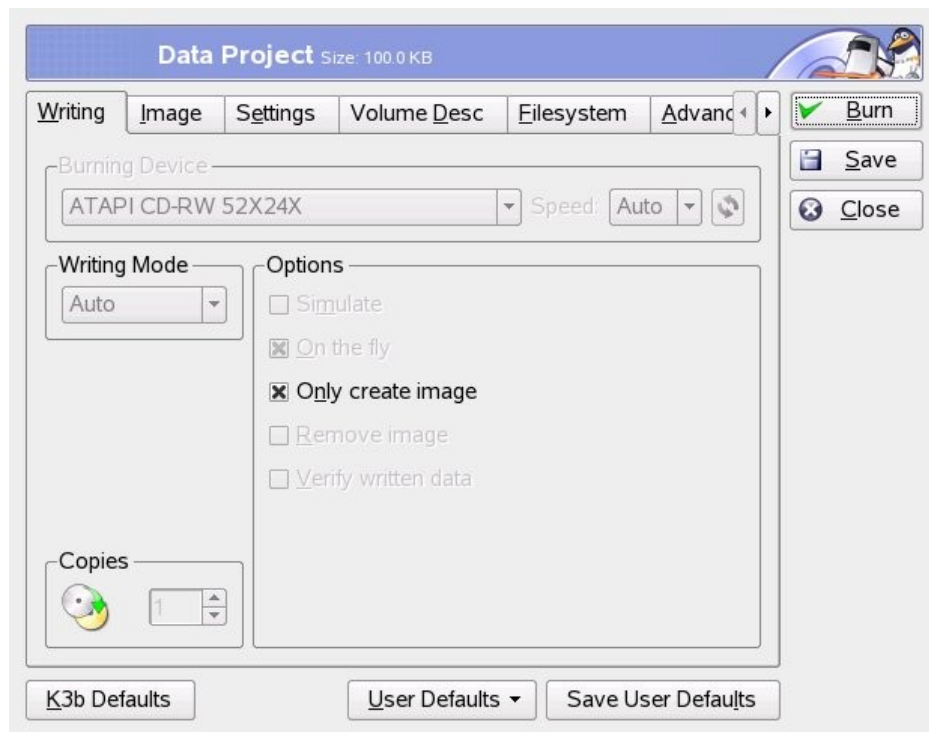 Data Project Size: 100.0 KB
Writing Image Settings Volume Desc Filesystem Advanc
Burn
Save
Close
Burning Device
ATAPI CD-RW 52X24X Speed: Auto
Writing Mode
Auto
Options
Simulate
On the fly
Only create image
Remove image
Verify written data
Copies
1
K3b Defaults User Defaults Save User Defaults